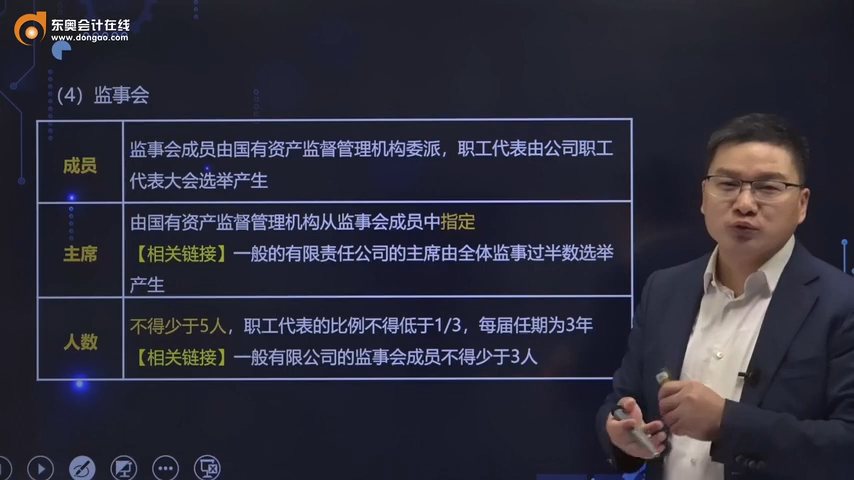 东奥会计在线
www.dongao.com
（4）监事会
成员
监事会成员由国有资产监督管理机构委派，职工代表由公司职工
代表大会选举产生
主席
由国有资产监督管理机构从监事会成员中指定
【相关链接】一般的有限责任公司的主席由全体监事过半数选举
产生
人数
不得少于5人，职工代表的比例不得低于1/3，每届任期为3年
【相关链接】一般有限公司的监事会成员不得少于3人